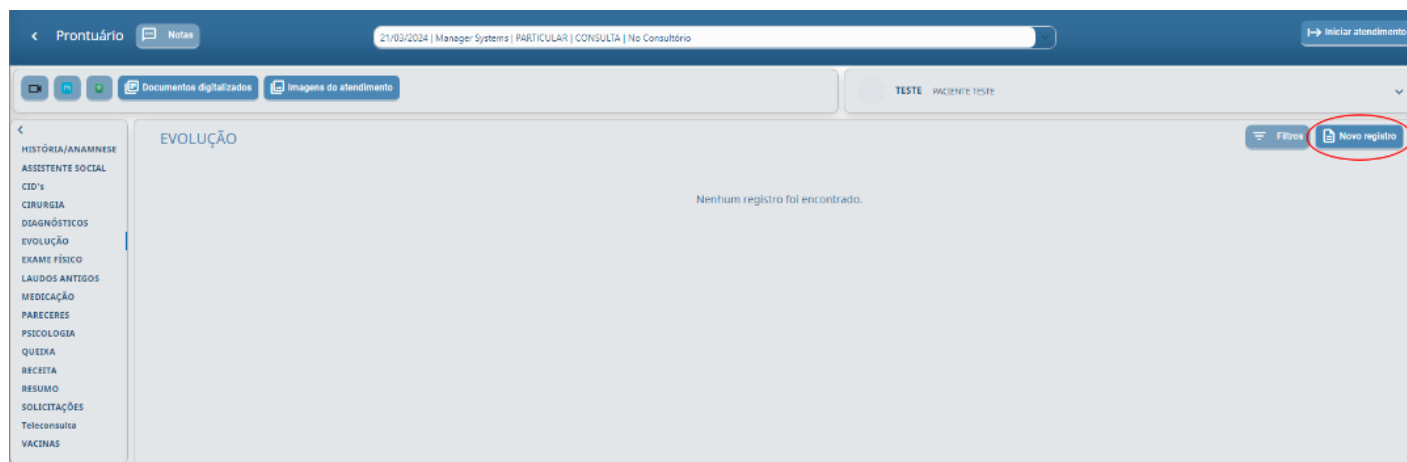 Prontuário
Notas
21/03/2024 | Manager Systems | PARTICULAR | CONSULTA | No Consultório
Iniciar atendimento
Documentos digitalizados
Imagens do atendimento
TESTE PACIENTE TESTE
HISTÓRIA/ANAMNESE
ASSISTENTE SOCIAL
CID's
CIRURGIA
DIAGNÓSTICOS
EVOLUÇÃO
EXAME FÍSICO
LAUDOS ANTIGOS
MEDICAÇÃO
PARECERES
PSICOLOGIA
QUEIXA
RECEITA
RESUMO
SOLICITAÇÕES
Teleconsulta
VACINAS
EVOLUÇÃO
Filtros
Novo registro
Nenhum registro foi encontrado.